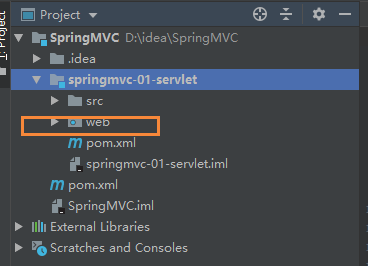 1: Project
Project
SpringMVC D:\idea\SpringMVC
.idea
springmvc-01-servlet
src
web
pom.xml
springmvc-01-servlet.iml
pom.xml
SpringMVC.iml
External Libraries
Scratches and Consoles